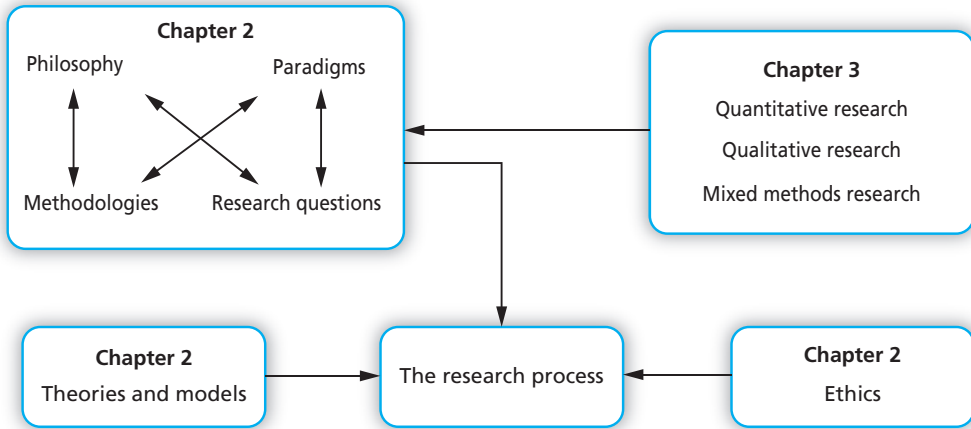 Chapter 2
Philosophy
Paradigms
Methodologies
Research questions
Chapter 3
Quantitative research
Qualitative research
Mixed methods research
Chapter 2
Theories and models
The research process
Chapter 2
Ethics